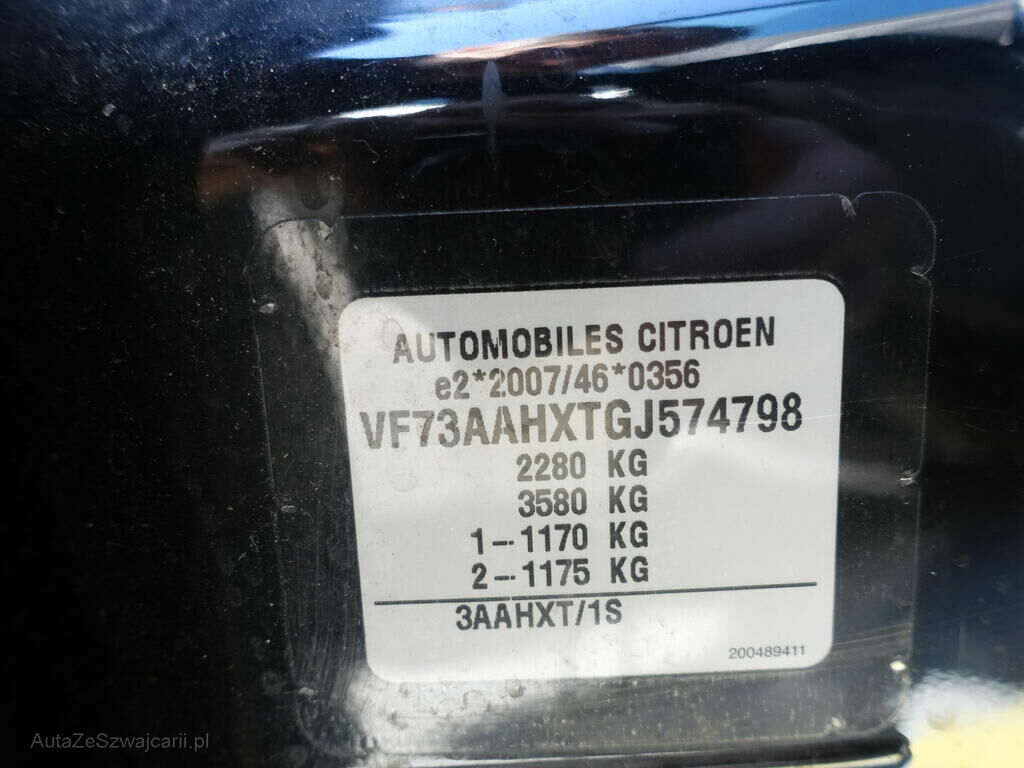 AUTOMOBILES CITROEN
e2*2007/46*0356
VF73AAHXTGJ574798
2280 KG
3580 KG
1--1170 KG
2--1175 KG
3AAHXT/1S
200489411
AutaZeSzwajcarii.pl